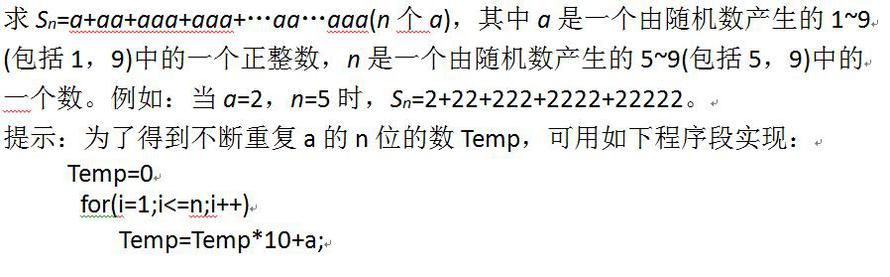 求 Sn=a+aa+aaa+aaa+…aa…aaa(n 个 a)，其中 a 是一个由随机数产生的 1~9
(包括 1，9)中的一个正整数，n 是一个由随机数产生的 5~9(包括 5，9)中的
一个数。例如：当 a=2，n=5 时，Sn=2+22+222+2222+22222。
提示：为了得到不断重复 a 的 n 位的数 Temp，可用如下程序段实现：
Temp=0
for(i=1;i<=n;i++)
Temp=Temp*10+a;